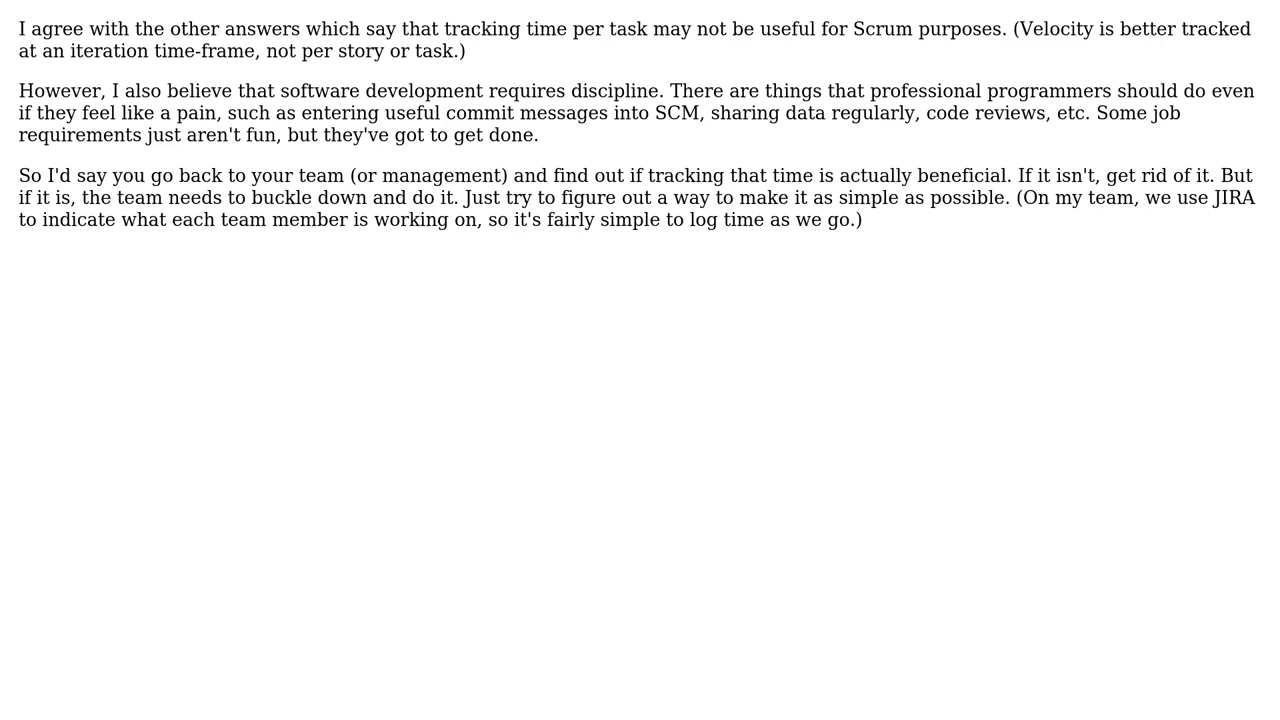 I agree with the other answers which say that tracking time per task may not be useful for Scrum purposes. (Velocity is better tracked
at an iteration time-frame, not per story or task.)
However, I also believe that software development requires discipline. There are things that professional programmers should do even
if they feel like a pain, such as entering useful commit messages into SCM, sharing data regularly, code reviews, etc. Some job
requirements just aren't fun, but they've got to get done.
So I'd say you go back to your team (or management) and find out if tracking that time is actually beneficial. If it isn't, get rid of it. But
if it is, the team needs to buckle down and do it. Just try to figure out a way to make it as simple as possible. (On my team, we use JIRA
to indicate what each team member is working on, so it's fairly simple to log time as we go.)